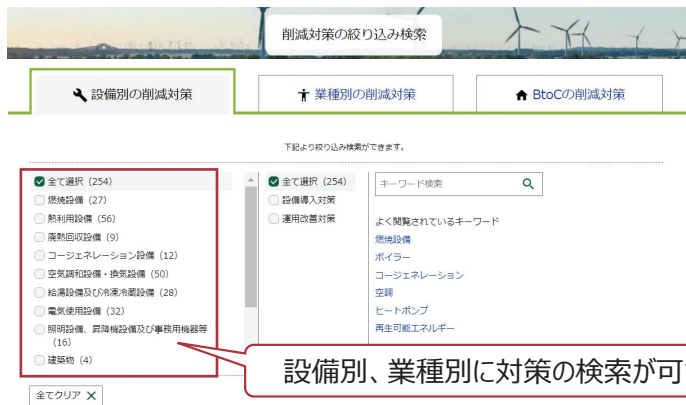 削減対策の絞り込み検索
設備別の削減対策
業種別の削減対策
BtoCの削減対策
下記より絞り込み検索ができます。
全て選択 (254)
燃焼設備 (27)
熱利用設備 (56)
廃熱回収設備 (9)
コージェネレーション設備 (12)
空気調和設備・換気設備 (50)
給湯設備及び冷凍冷蔵設備 (28)
電気使用設備 (32)
照明設備、昇降機設備及び事務用機器等
(16)
建築物 (4)
全て選択 (254)
設備導入対策
運用改善対策
キーワード検索
よく閲覧されているキーワード
燃焼設備
ボイラー
コージェネレーション
空調
ヒートポンプ
再生可能エネルギー
設備別、業種別に対策の検索が可
全てクリア ×